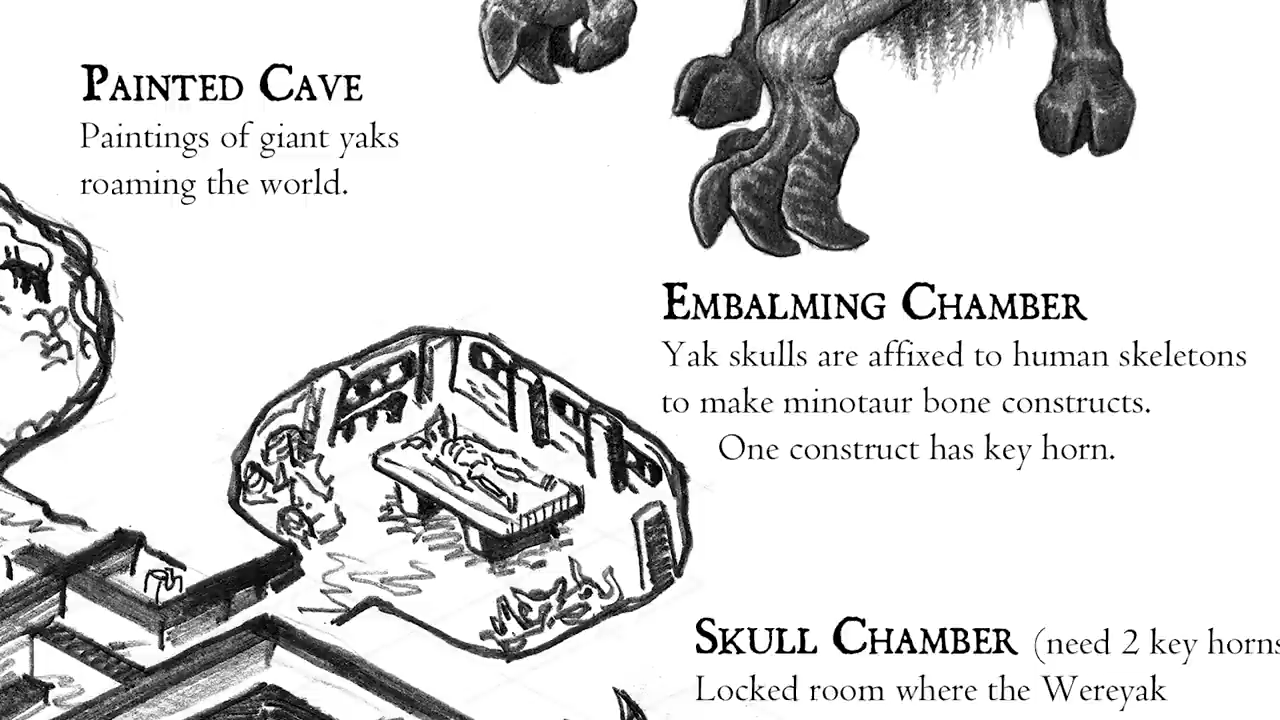 Painted Cave
Paintings of giant yaks
roaming the world.
Embalming Chamber
Yak skulls are affixed to human skeletons
to make minotaur bone constructs.
One construct has key horn.
Skull Chamber (need 2 key horns
Locked room where the Wereyak